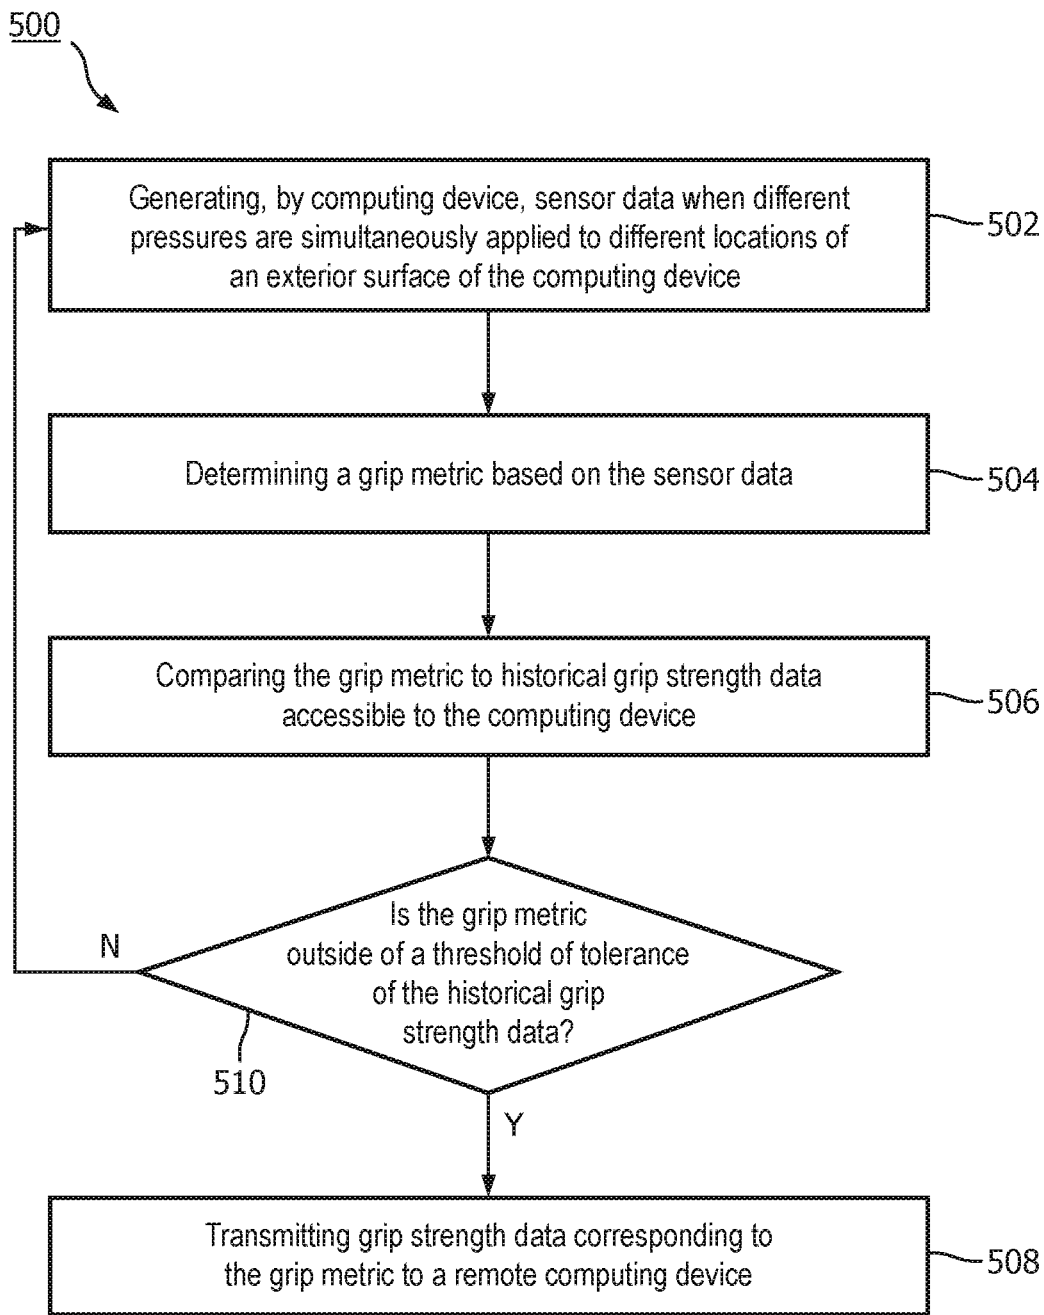 500
Generating, by computing device, sensor data when different
pressures are simultaneously applied to different locations of
an exterior surface of the computing device
502
Determining a grip metric based on the sensor data
504
Comparing the grip metric to historical grip strength data
accessible to the computing device
506
Is the grip metric
outside of a threshold of tolerance
of the historical grip
strength data?
N
510
Y
Transmitting grip strength data corresponding to
the grip metric to a remote computing device
508